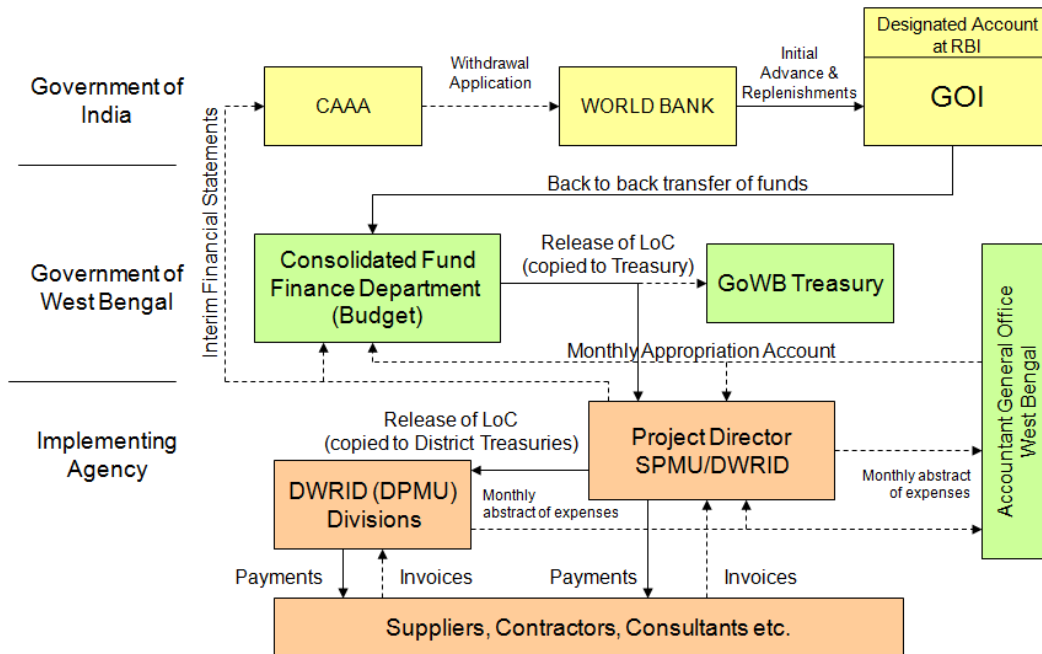 Designated Account
at RBI
GOI
Initial
Advance &
Replenishments
Withdrawal
Application
Government of
India
CAAA
WORLD BANK
Interim Financial Statements
Back to back transfer of funds
Government of
West Bengal
Consolidated Fund
Finance Department
(Budget)
Release of LoC
(copied to Treasury)
GoWB Treasury
Accountant General Office
West Bengal
Monthly Appropriation Account
Implementing
Agency
Release of LoC
(copied to District Treasuries)
Project Director
SPMU/DWRID
Monthly abstract
of expenses
DWRID (DPMU)
Divisions
Monthly
abstract of expenses
Payments
Invoices
Payments
Invoices
Suppliers, Contractors, Consultants etc.